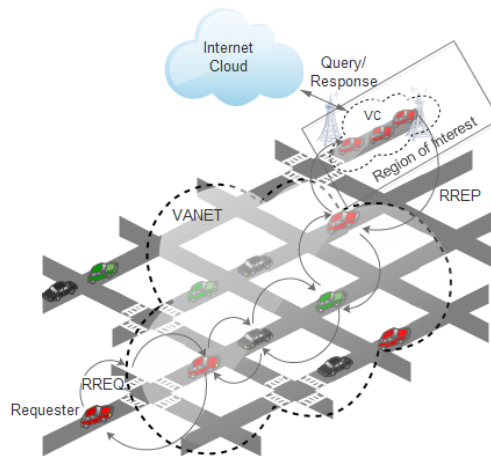 Internet
Cloud
Query/
Response
VC
Region of Interest
RREP
VANET
RREQ
Requester